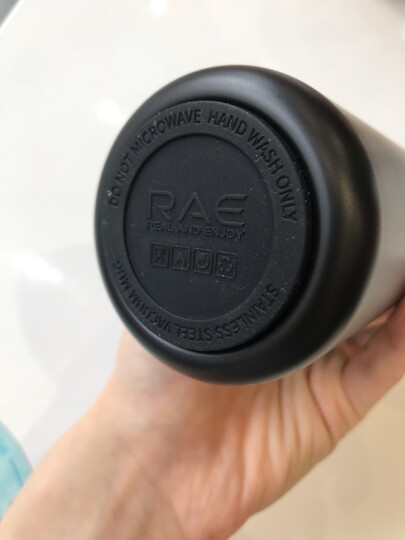 DO NOT MICROWAVE HAND WASH ONLY
RAE
REAL AND ENJOY
STAINLESS STEEL VACUUM MUG